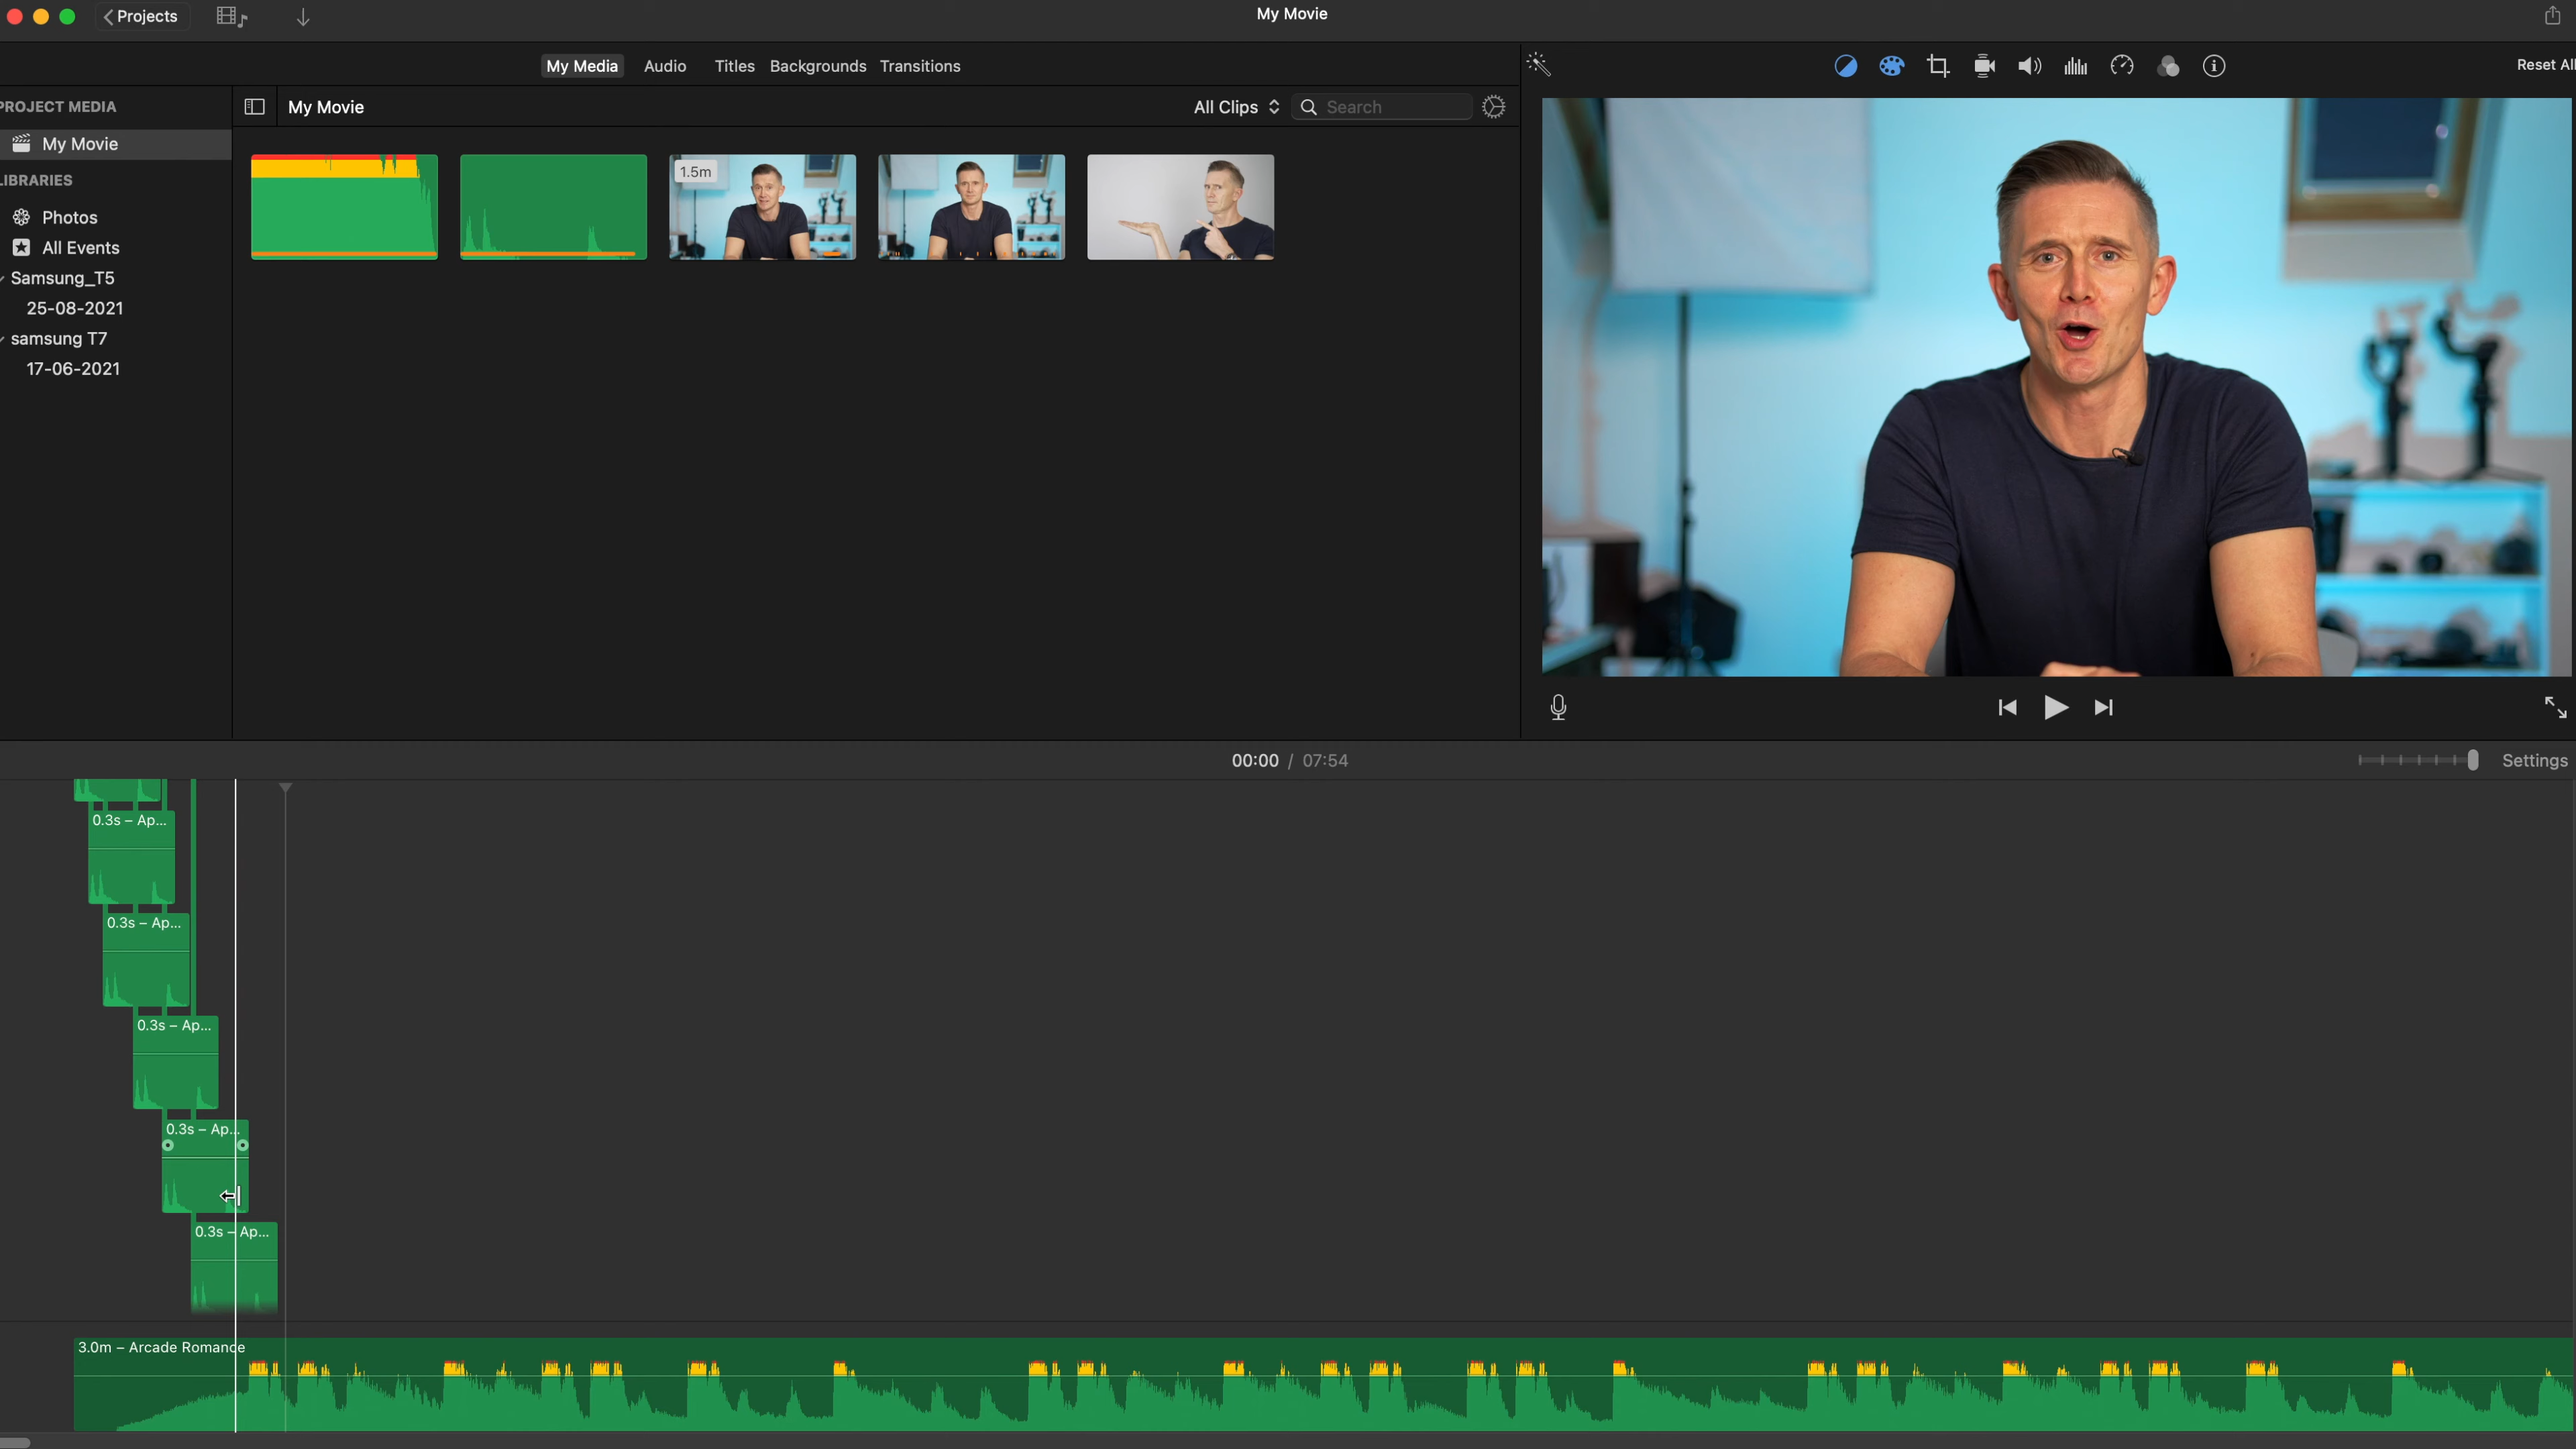 Projects
My Movie
My Media
Audio
Titles
Backgrounds
Transitions
Reset All
PROJECT MEDIA
My Movie
All Clips
Search
My Movie
LIBRARIES
Photos
All Events
Samsung_T5
25-08-2021
samsung T7
17-06-2021
1.5m
00:00 / 07:54
Settings
0.3s – Ap...
0.3s – Ap...
0.3s – Ap...
0.3s – Ap...
0.3s – Ap...
3.0m – Arcade Romance